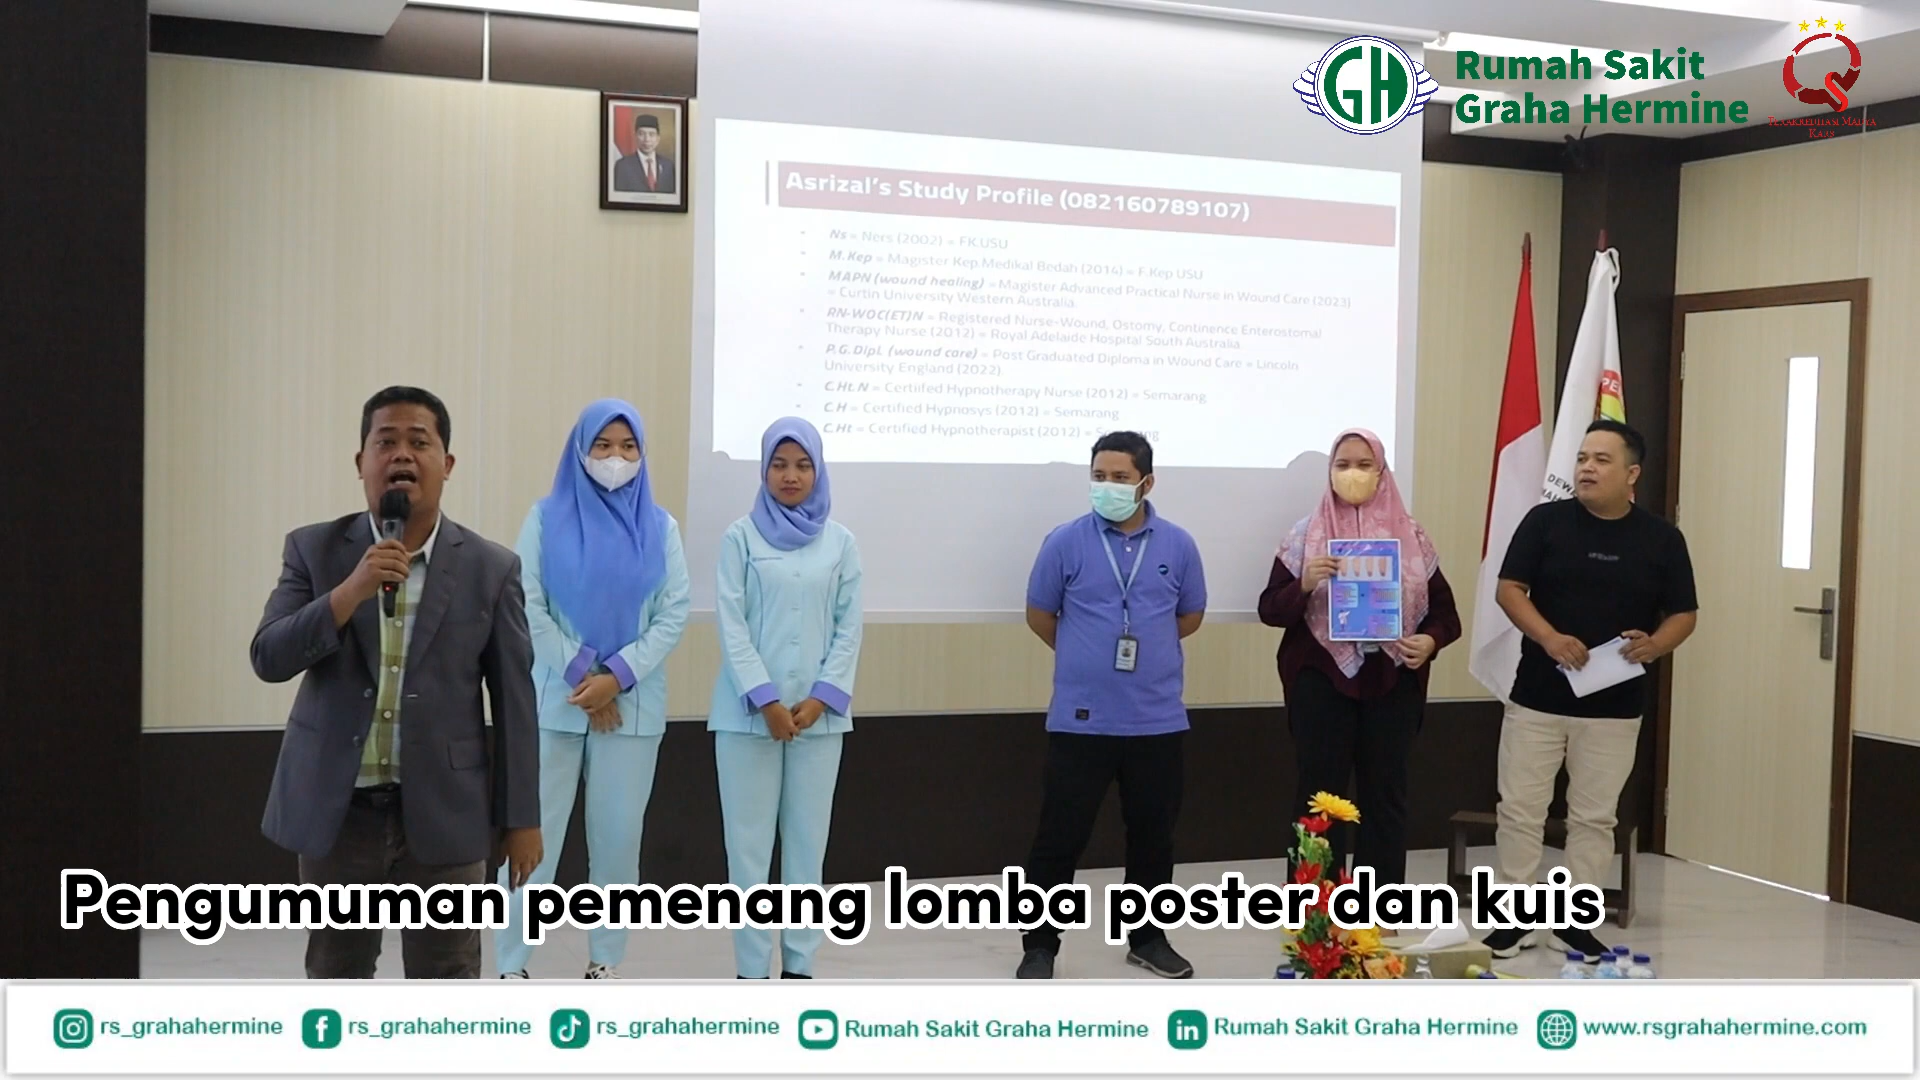 GH
Rumah Sakit
Graha Hermine
Asrizal's Study Profile (082160789107)
- Ns = Ners (2002) = FK.USU
- M.Kep = Magister Kep.Medikal Bedah (2014) = F.Kep USU
- MAPN (wound healing) = Magister Advanced Practical Nurse in Wound Care (2023)
= Curtin University Western Australia.
- RN-WOC(ET)N = Registered Nurse-Wound, Ostomy, Continence Enterostomal
Therapy Nurse (2012) = Royal Adelaide Hospital South Australia.
- P.G.Dipl. (wound care) = Post Graduated Diploma in Wound Care = Lincoln
University England (2022).
- C.Ht.N = Certiifed Hypnotherapy Nurse (2012) = Semarang
- C.H = Certified Hypnosys (2012) = Semarang
- C.Ht = Certified Hypnotherapist (2012) =
Pengumuman pemenang lomba poster dan kuis
rs_grahahermine
rs_grahahermine
rs_grahahermine
Rumah Sakit Graha Hermine
in Rumah Sakit Graha Hermine
www.rsgrahahermine.com